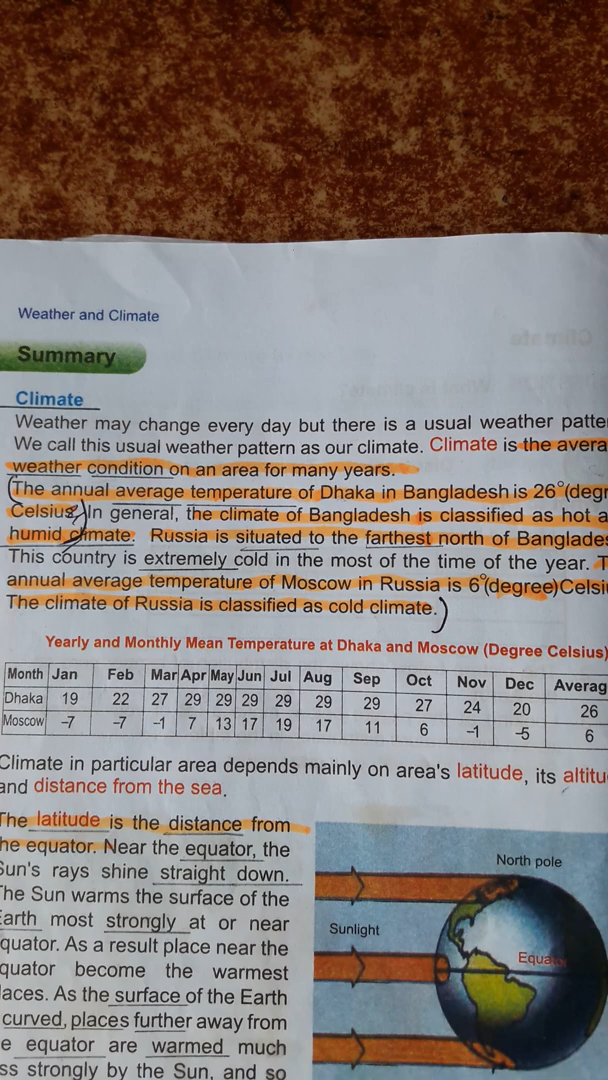 Weather and Climate
Summary
Climate
Weather may change every day but there is a usual weather patte
We call this usual weather pattern as our climate. Climate is the avera
weather condition on an area for many years.
The annual average temperature of Dhaka in Bangladesh is 26°(degr
Celsius) In general, the climate of Bangladesh is classified as hot a
humid climate. Russia is situated to the farthest north of Banglades
This country is extremely cold in the most of the time of the year. T
annual average temperature of Moscow in Russia is 6°(degree)Celsi
The climate of Russia is classified as cold climate.)
Yearly and Monthly Mean Temperature at Dhaka and Moscow (Degree Celsius)
Month Jan Feb Mar Apr May Jun Jul Aug Sep Oct Nov Dec Averag
Dhaka 19 22 27 29 29 29 29 29 29 27 24 20 26
Moscow –7 –7 –1 7 13 17 19 17 11 6 –1 –5 6
Climate in particular area depends mainly on area's latitude, its altitu
and distance from the sea.
The latitude is the distance from
he equator. Near the equator, the
Sun's rays shine straight down.
The Sun warms the surface of the
Earth most strongly at or near
quator. As a result place near the
quator become the warmest
laces. As the surface of the Earth
curved, places further away from
e equator are warmed much
ss strongly by the Sun, and so
North pole
Sunlight
Equato